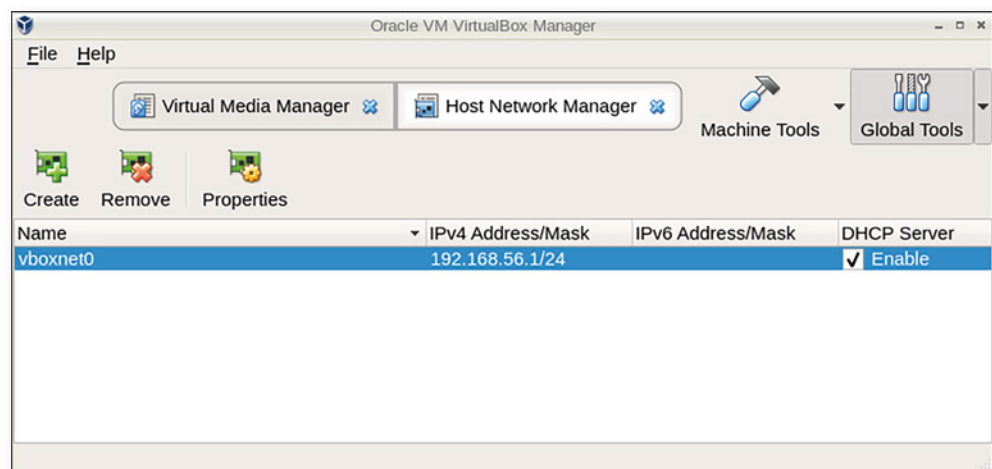 Oracle VM VirtualBox Manager
File Help
Virtual Media Manager Host Network Manager Machine Tools Global Tools
Create Remove Properties
Name IPv4 Address/Mask IPv6 Address/Mask DHCP Server
vboxnet0 192.168.56.1/24 Enable